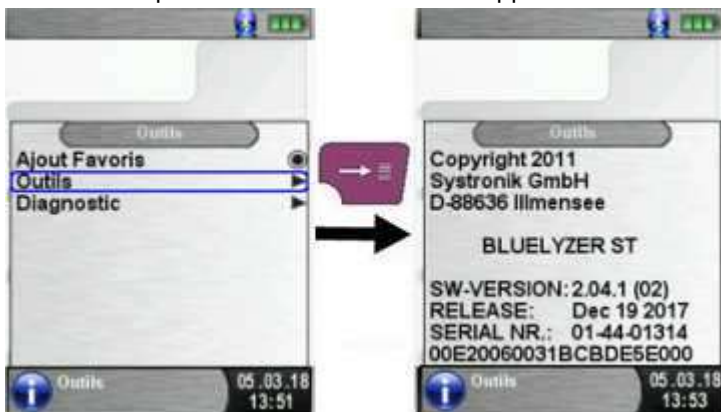 Outils
Ajout Favoris
Outils
Diagnostic
Outils
05.03.18
13:51
Outils
Copyright 2011
Systronik GmbH
D-88636 Illmensee
BLUELYZER ST
SW-VERSION: 2.04.1 (02)
RELEASE: Dec 19 2017
SERIAL NR.: 01-44-01314
00E20060031BCBDE5E000
Outils
05.03.18
13:53